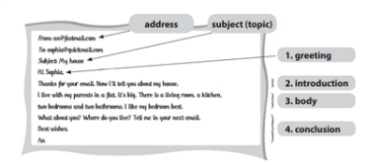 address
subject (topic)
From: an@fastmail.com
To: sophia@quickmail.com
Subject: My house
Hi Sophia,
1. greeting
Thanks for your email. Now I'll tell you about my house.
2. introduction
I live with my parents in a flat. It's big. There is a living room, a kitchen,
3. body
two bedrooms and two bathrooms. I like my bedroom best.
What about you? Where do you live? Tell me in your next email.
4. conclusion
Best wishes,
An